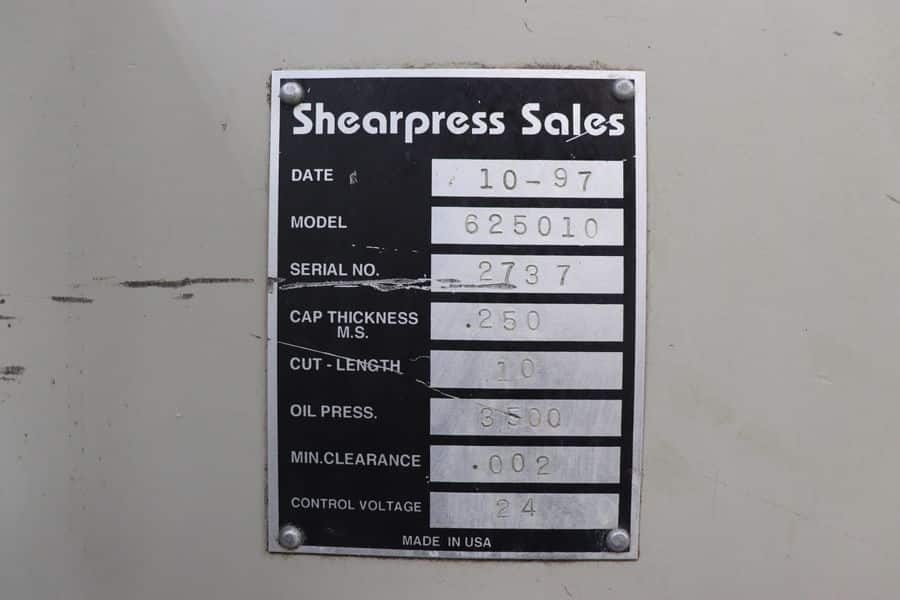 Shearpress Sales
DATE 10-97
MODEL 625010
SERIAL NO. 2737
CAP THICKNESS .250
M.S.
CUT - LENGTH 10
OIL PRESS. 3500
MIN.CLEARANCE .002
CONTROL VOLTAGE 24
MADE IN USA